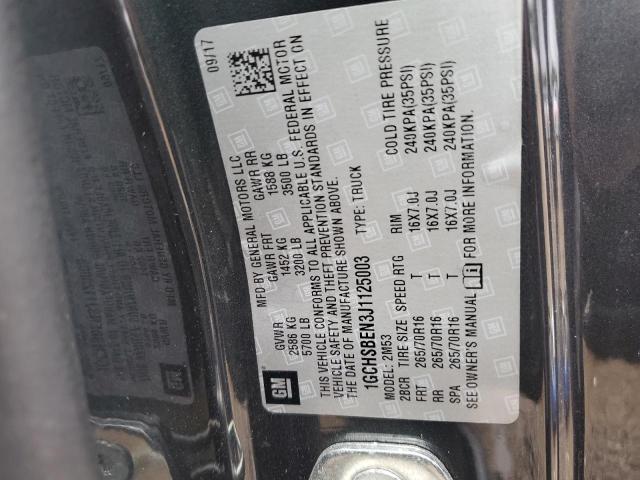 GM
MFD BY GENERAL MOTORS LLC
09/17
GVWR GAWR FRT GAWR RR
2586 KG 1452 KG 1588 KG
5700 LB 3200 LB 3500 LB
THIS VEHICLE CONFORMS TO ALL APPLICABLE U.S. FEDERAL MOTOR
VEHICLE SAFETY AND THEFT PREVENTION STANDARDS IN EFFECT ON
THE DATE OF MANUFACTURE SHOWN ABOVE.
1GCHSBEN3J1125003 TYPE: TRUCK
MODEL: 2M53
28CR TIRE SIZE SPEED RTG RIM COLD TIRE PRESSURE
FRT 265/70R16 T 16X7.0J 240KPA(35PSI)
RR 265/70R16 T 16X7.0J 240KPA(35PSI)
SPA 265/70R16 T 16X7.0J 240KPA(35PSI)
SEE OWNER'S MANUAL FOR MORE INFORMATION.